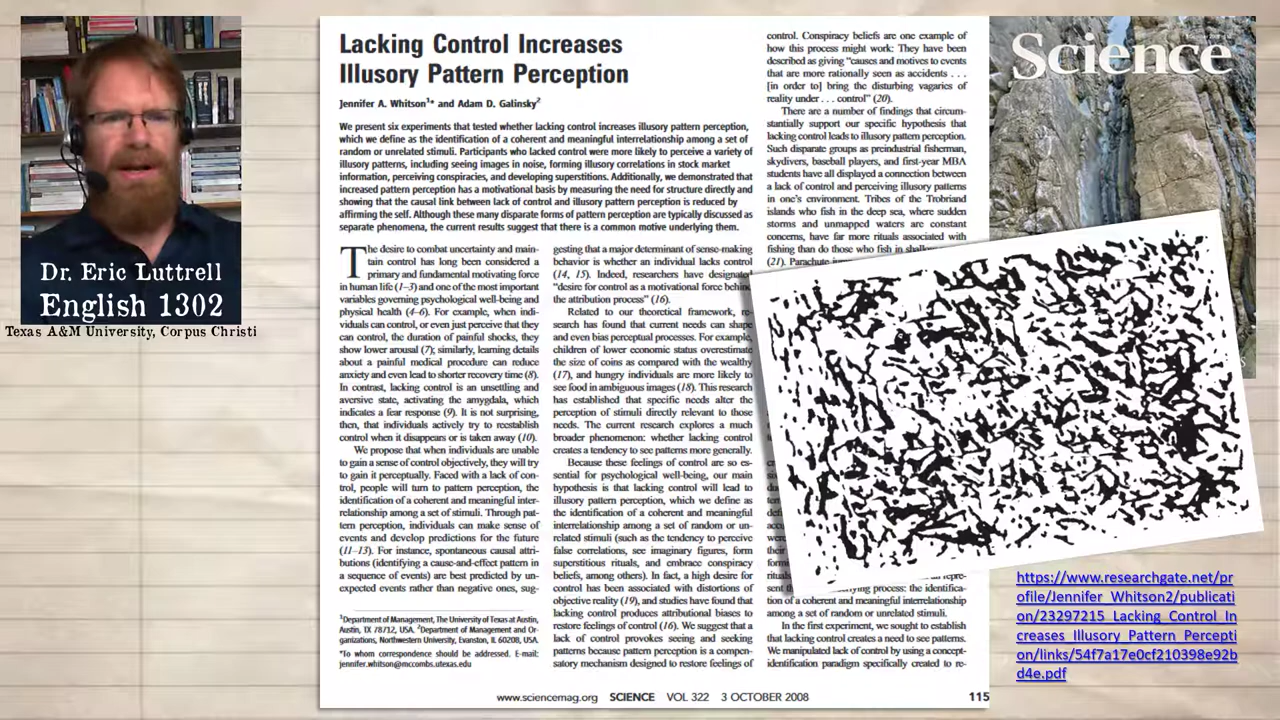 Dr. Eric Luttrell
English 1302
Texas A&M University, Corpus Christi
Lacking Control Increases
Illusory Pattern Perception
Jennifer A. Whitson¹* and Adam D. Galinsky²
We present six experiments that tested whether lacking control increases illusory pattern perception,
which we define as the identification of a coherent and meaningful interrelationship among a set of
random or unrelated stimuli. Participants who lacked control were more likely to perceive a variety of
illusory patterns, including seeing images in noise, forming illusory correlations in stock market
information, perceiving conspiracies, and developing superstitions. Additionally, we demonstrated that
increased pattern perception has a motivational basis by measuring the need for structure directly and
showing that the causal link between lack of control and illusory pattern perception is reduced by
affirming the self. Although these many disparate forms of pattern perception are typically discussed as
separate phenomena, the current results suggest that there is a common motive underlying them.
The desire to combat uncertainty and main-
tain control has long been considered a
primary and fundamental motivating force
in human life (1–3) and one of the most important
variables governing psychological well-being and
physical health (4–6). For example, when indi-
viduals can control, or even just perceive that they
can control, the duration of painful shocks, they
show lower arousal (7); similarly, learning details
about a painful medical procedure can reduce
anxiety and even lead to shorter recovery time (8).
In contrast, lacking control is an unsettling and
aversive state, activating the amygdala, which
indicates a fear response (9). It is not surprising,
then, that individuals actively try to reestablish
control when it disappears or is taken away (10).
We propose that when individuals are unable
to gain a sense of control objectively, they will try
to gain it perceptually. Faced with a lack of con-
trol, people will turn to pattern perception, the
identification of a coherent and meaningful inter-
relationship among a set of stimuli. Through pat-
tern perception, individuals can make sense of
events and develop predictions for the future
(11–13). For instance, spontaneous causal attri-
butions (identifying a cause-and-effect pattern in
a sequence of events) are best predicted by un-
expected events rather than negative ones, sug-
¹Department of Management, The University of Texas at Austin,
Austin, TX 78712, USA. ²Department of Management and Or-
ganizations, Northwestern University, Evanston, IL 60208, USA.
*To whom correspondence should be addressed. E-mail:
jennifer.whitson@mccombs.utexas.edu
gesting that a major determinant of sense-making
behavior is whether an individual lacks control
(14, 15). Indeed, researchers have designated
"desire for control as a motivational force behind
the attribution process" (16).
Related to our theoretical framework, re-
search has found that current needs can shape
and even bias perceptual processes. For example,
children of lower economic status overestimate
the size of coins as compared with the wealthy
(17), and hungry individuals are more likely to
see food in ambiguous images (18). This research
has established that specific needs alter the
perception of stimuli directly relevant to those
needs. The current research explores a much
broader phenomenon: whether lacking control
creates a tendency to see patterns more generally.
Because these feelings of control are so es-
sential for psychological well-being, our main
hypothesis is that lacking control will lead to
illusory pattern perception, which we define as
the identification of a coherent and meaningful
interrelationship among a set of random or un-
related stimuli (such as the tendency to perceive
false correlations, see imaginary figures, form
superstitious rituals, and embrace conspiracy
beliefs, among others). In fact, a high desire for
control has been associated with distortions of
objective reality (19), and studies have found that
lacking control produces attributional biases to
restore feelings of control (16). We suggest that a
lack of control provokes seeing and seeking
patterns because pattern perception is a compen-
satory mechanism designed to restore feelings of
control. Conspiracy beliefs are one example of
how this process might work: They have been
described as giving "causes and motives to events
that are more rationally seen as accidents . . .
[in order to] bring the disturbing vagaries of
reality under . . . control" (20).
There are a number of findings that circum-
stantially support our specific hypothesis that
lacking control leads to illusory pattern perception.
Such disparate groups as preindustrial fisherman,
skydivers, baseball players, and first-year MBA
students have all displayed a connection between
a lack of control and perceiving illusory patterns
in one's environment. Tribes of the Trobriand
islands who fish in the deep sea, where sudden
storms and unmapped waters are constant
concerns, have far more rituals associated with
fishing than do those who fish in
(21). Parachute
were
their
rituals
sent process: the identifica-
tion of a coherent and meaningful interrelationship
among a set of random or unrelated stimuli.
In the first experiment, we sought to establish
that lacking control creates a need to see patterns.
We manipulated lack of control by using a concept-
identification paradigm specifically created to re-
www.sciencemag.org SCIENCE VOL 322 3 OCTOBER 2008 115
Science
https://www.researchgate.net/pr
ofile/Jennifer_Whitson2/publicati
on/23297215_Lacking_Control_In
creases_Illusory_Pattern_Percepti
on/links/54f7a17e0cf210398e92b
d4e.pdf